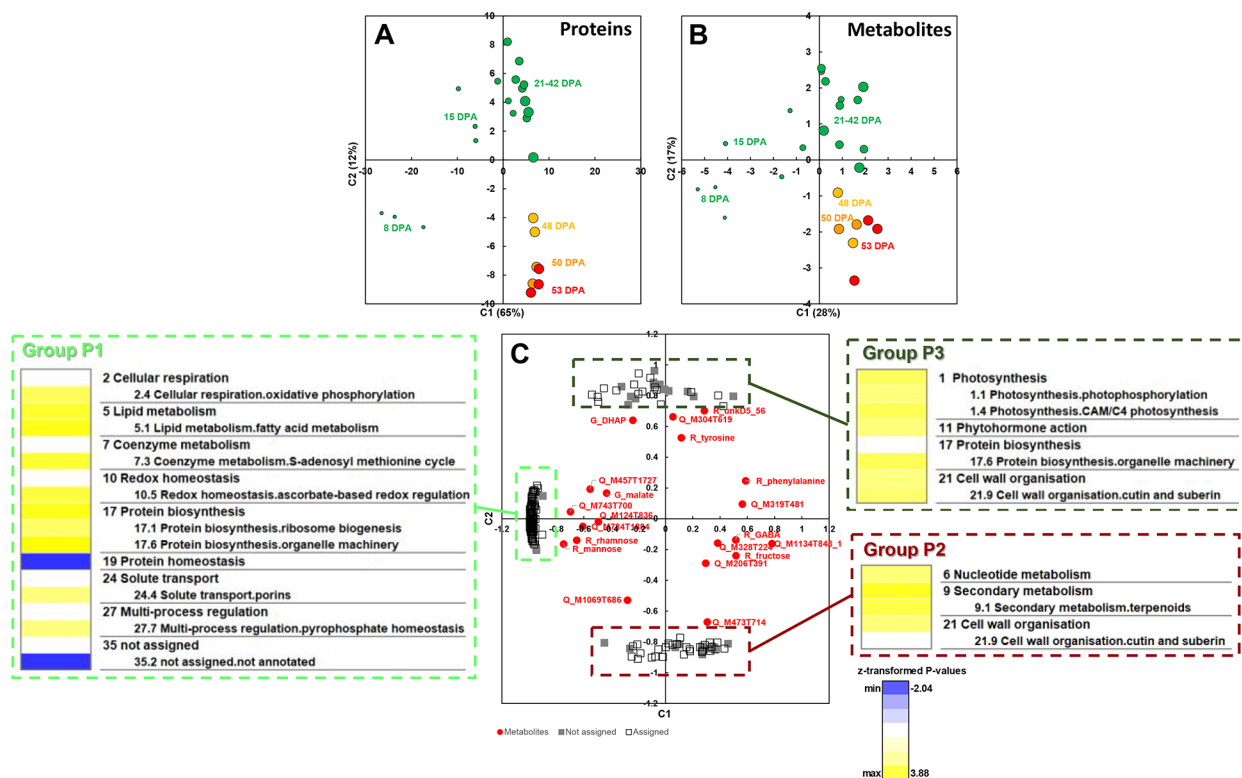 A
Proteins
10
8
6
4
2
0
-2
-4
-6
-8
-10
-30
-20
-10
0
10
20
30
21-42 DPA
15 DPA
8 DPA
48 DPA
50 DPA
53 DPA
C2 (12%)
C1 (65%)
B
Metabolites
4
3
2
1
0
-1
-2
-3
-4
-6
-5
-4
-3
-2
-1
0
1
2
3
4
5
6
21-42 DPA
15 DPA
8 DPA
48 DPA
50 DPA
53 DPA
C2 (17%)
C1 (28%)
Group P1
2 Cellular respiration
2.4 Cellular respiration.oxidative phosphorylation
5 Lipid metabolism
5.1 Lipid metabolism.fatty acid metabolism
7 Coenzyme metabolism
7.3 Coenzyme metabolism.S-adenosyl methionine cycle
10 Redox homeostasis
10.5 Redox homeostasis.ascorbate-based redox regulation
17 Protein biosynthesis
17.1 Protein biosynthesis.ribosome biogenesis
17.6 Protein biosynthesis.organelle machinery
19 Protein homeostasis
24 Solute transport
24.4 Solute transport.porins
27 Multi-process regulation
27.7 Multi-process regulation.pyrophosphate homeostasis
35 not assigned
35.2 not assigned.not annotated
C
1.2
1
0.8
0.6
0.4
0.2
0
-0.2
-0.4
-0.6
-0.8
-1
-1.2
-1.2
-1
-0.8
-0.6
-0.4
-0.2
0
0.2
0.4
0.6
0.8
1
1.2
C2
C1
R_unkD5_56
G_DHAP
Q_M304T619
R_tyrosine
Q_M457T1727
G_malate
R_phenylalanine
Q_M743T700
Q_M319T481
Q_M124T836
R_rhamnose
R_mannose
R_GABA
Q_M1134T843_1
R_fructose
Q_M206T391
Q_M1069T686
Q_M473T714
Metabolites
Not assigned
Assigned
Group P3
1 Photosynthesis
1.1 Photosynthesis.photophosphorylation
1.4 Photosynthesis.CAM/C4 photosynthesis
11 Phytohormone action
17 Protein biosynthesis
17.6 Protein biosynthesis.organelle machinery
21 Cell wall organisation
21.9 Cell wall organisation.cutin and suberin
Group P2
6 Nucleotide metabolism
9 Secondary metabolism
9.1 Secondary metabolism.terpenoids
21 Cell wall organisation
21.9 Cell wall organisation.cutin and suberin
z-transformed P-values
min
-2.04
max
3.88